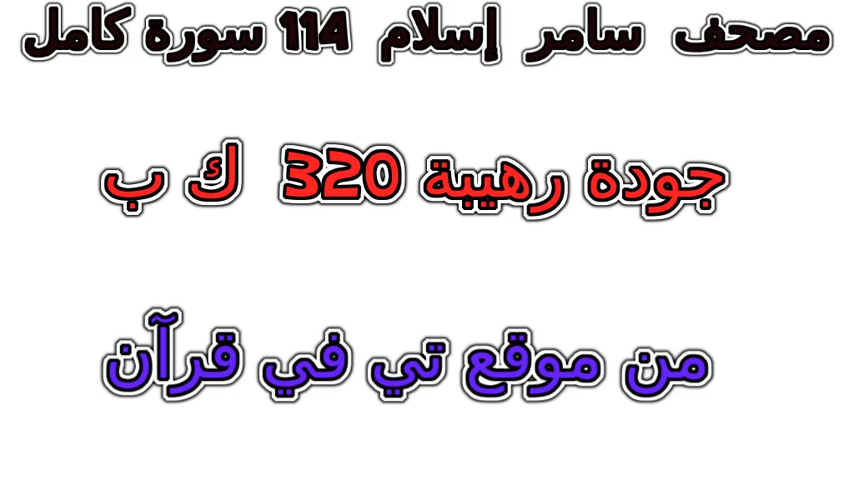 مصحف سامر إسلام 114 سورة كامل
جودة رهيبة 320 ك ب
من موقع تي في قرآن